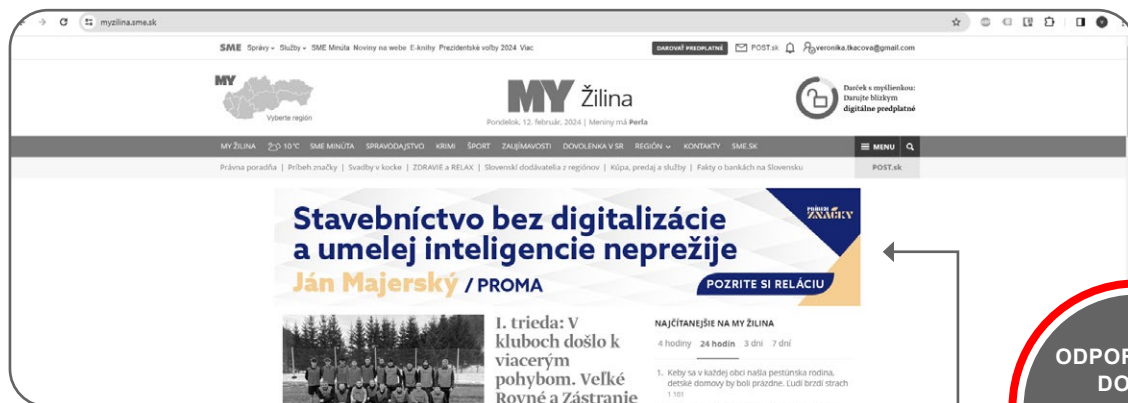 myzilina.sme.sk
SME Správy Služby SME Minúta Noviny na webe E-knihy Prezidentské voľby 2024 Viac
DAROVAŤ PREDPLATNÉ POST.sk veronika.tkacova@gmail.com
MY
Vyberte región
MY Žilina
Pondelok, 12. február, 2024 | Meniny má Perla
Darček s myšlienkou:
Darujte blízkym
digitálne predplatné
MY ŽILINA 10°C SME MINÚTA SPRAVODAJSTVO KRIMI ŠPORT ZAUJÍMAVOSTI DOVOLENKA V SR REGIÓN KONTAKTY SME.SK MENU
Právna poradňa | Príbeh značky | Svadby v kocke | ZDRAVIE a RELAX | Slovenskí dodávatelia z regiónov | Kúpa, predaj a služby | Fakty o bankách na Slovensku POST.sk
Stavebníctvo bez digitalizácie
a umelej inteligencie neprežije
Ján Majerský / PROMA
PRÍBEH
ZNAČKY
POZRITE SI RELÁCIU
I. trieda: V
kluboch došlo k
viacerým
pohybom. Veľké
Rovné a Zástranie
NAJČÍTANEJŠIE NA MY ŽILINA
4 hodiny 24 hodín 3 dni 7 dní
1. Keby sa v každej obci našla pestúnska rodina,
detské domovy by boli prázdne. Ľudí brzdí strach
1 101
ODPOR
DO